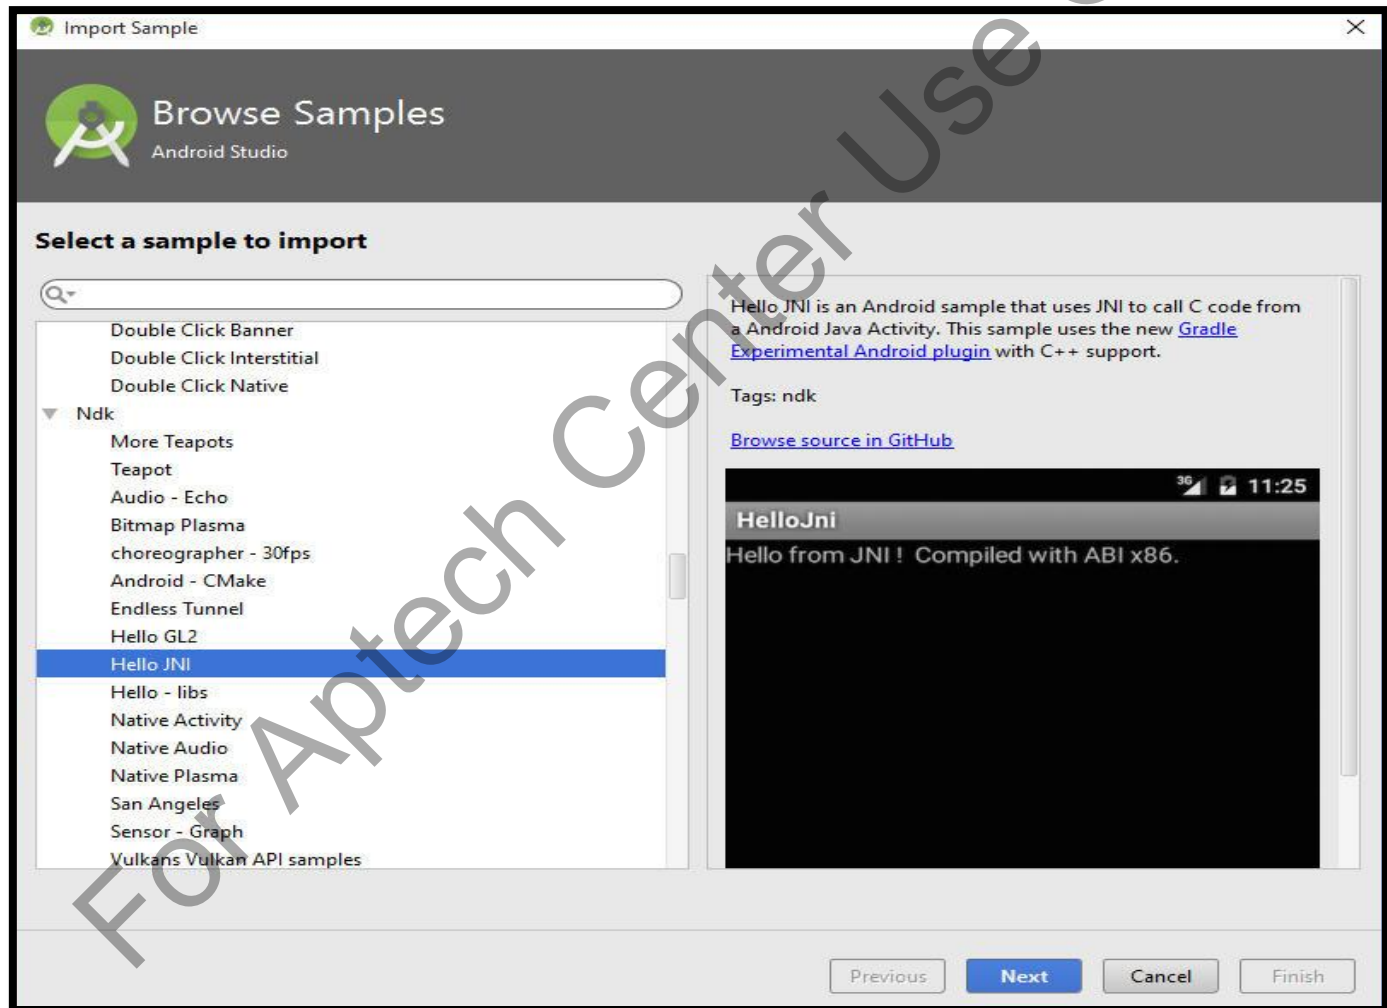 Import Sample
Browse Samples
Android Studio
Select a sample to import
Double Click Banner
Double Click Interstitial
Double Click Native
Ndk
More Teapots
Teapot
Audio - Echo
Bitmap Plasma
choreographer - 30fps
Android - CMake
Endless Tunnel
Hello GL2
Hello JNI
Hello - libs
Native Activity
Native Audio
Native Plasma
San Angeles
Sensor - Graph
Vulkans Vulkan API samples
Hello JNI is an Android sample that uses JNI to call C code from
a Android Java Activity. This sample uses the new Gradle
Experimental Android plugin with C++ support.
Tags: ndk
Browse source in GitHub
3G 11:25
HelloJni
Hello from JNI ! Compiled with ABI x86.
Previous
Next
Cancel
Finish
For Aptech Center Use